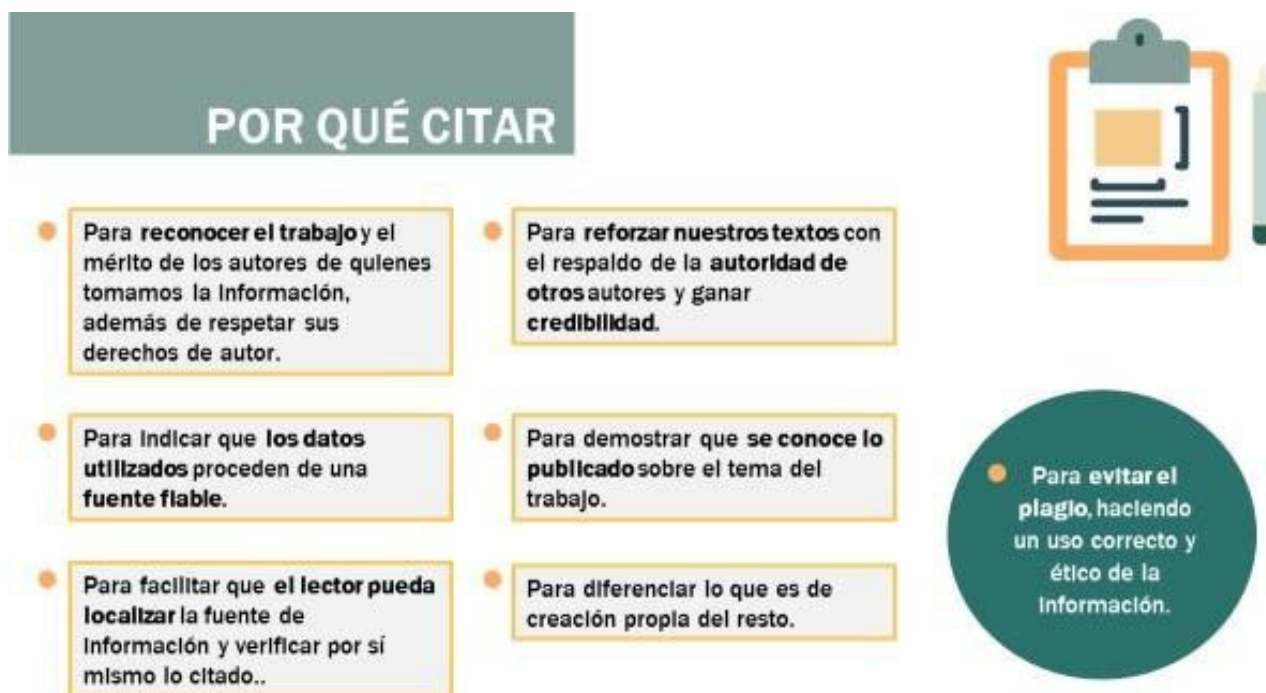 POR QUÉ CITAR
Para reconocer el trabajo y el
mérito de los autores de quienes
tomamos la información,
además de respetar sus
derechos de autor.
Para indicar que los datos
utilizados proceden de una
fuente fiable.
Para facilitar que el lector pueda
localizar la fuente de
información y verificar por sí
mismo lo citado..
Para reforzar nuestros textos con
el respaldo de la autoridad de
otros autores y ganar
credibilidad.
Para demostrar que se conoce lo
publicado sobre el tema del
trabajo.
Para diferenciar lo que es de
creación propia del resto.
Para evitar el
plagio, haciendo
un uso correcto y
ético de la
información.